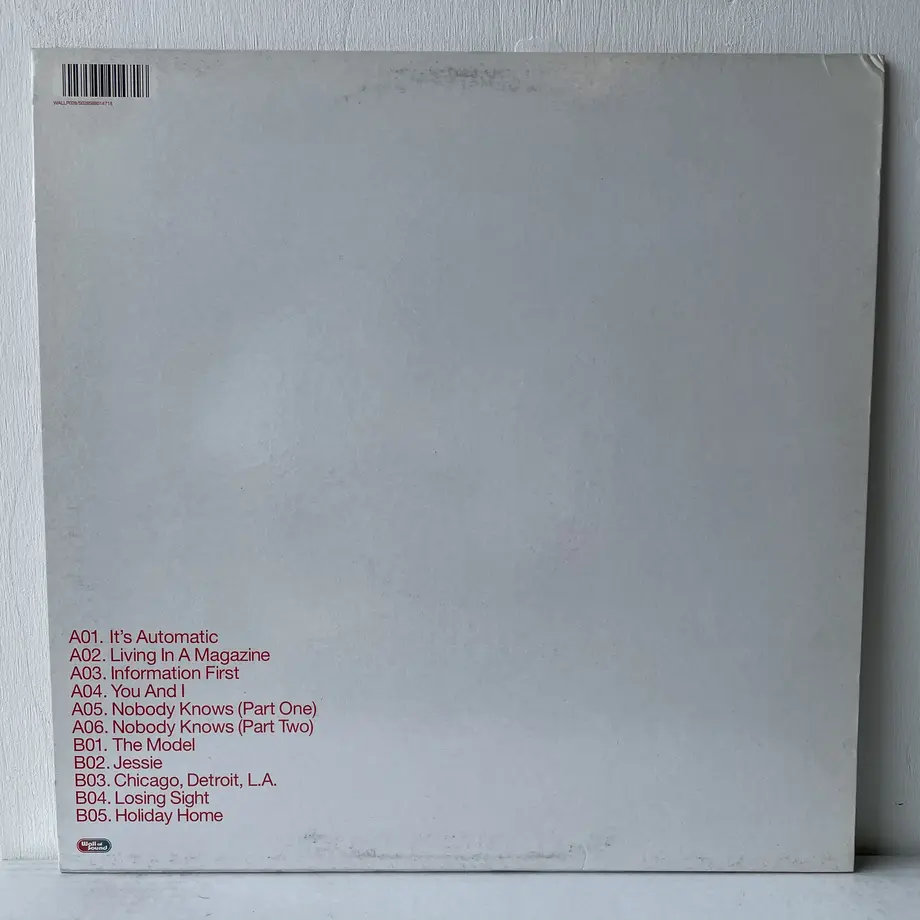 A01. It's Automatic
A02. Living In A Magazine
A03. Information First
A04. You And I
A05. Nobody Knows (Part One)
A06. Nobody Knows (Part Two)
B01. The Model
B02. Jessie
B03. Chicago, Detroit, L.A.
B04. Losing Sight
B05. Holiday Home
Wall of
Sound